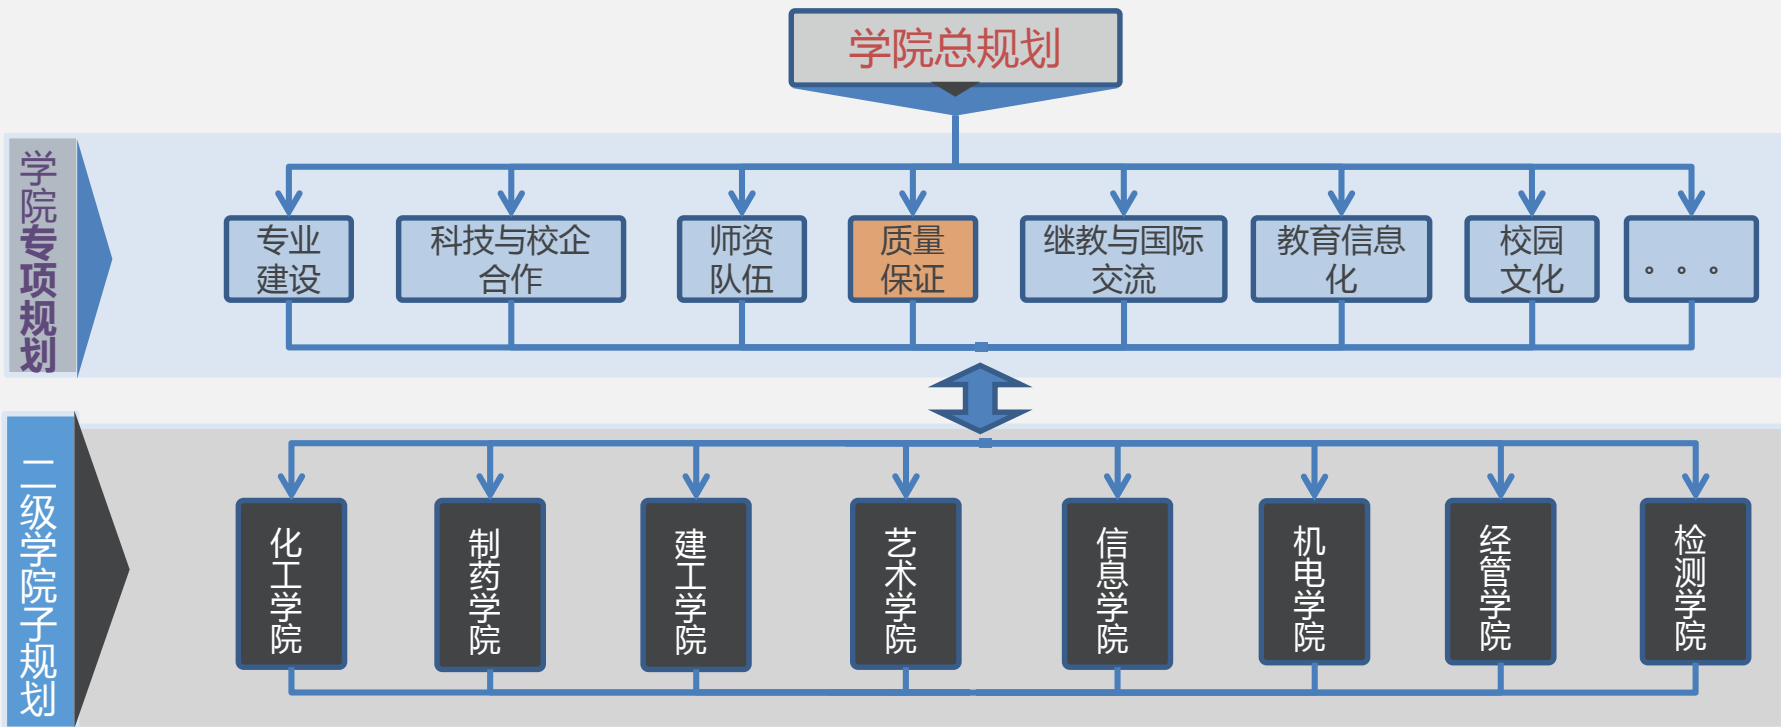 学院总规划
学院专项规划
专业
建设
科技与校企
合作
师资
队伍
质量
保证
继教与国际
交流
教育信息
化
校园
文化
。。。
二级学院子规划
化工学院
制药学院
建工学院
艺术学院
信息学院
机电学院
经管学院
检测学院